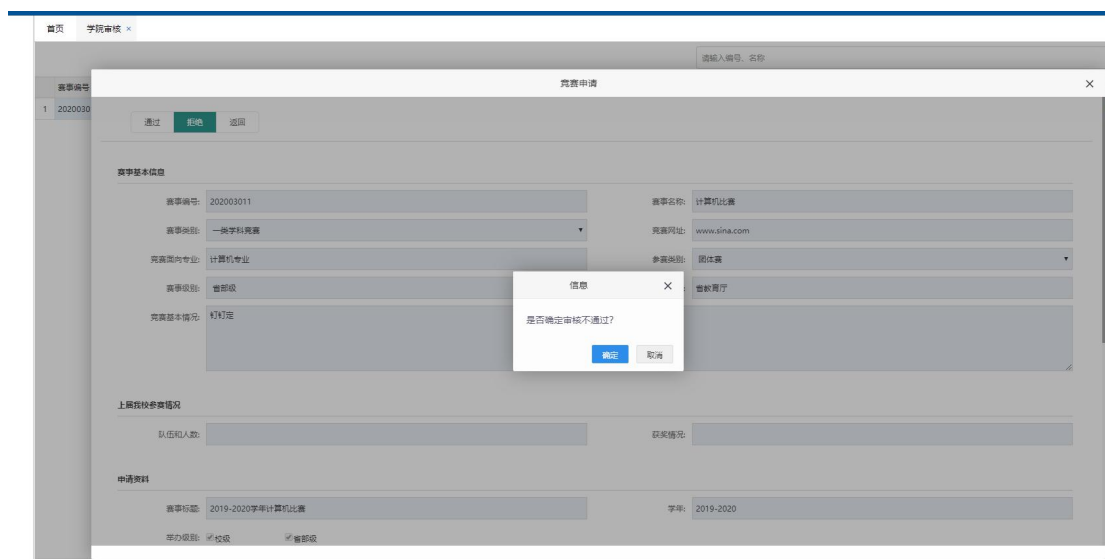 首页 学院审核 ×
请输入编号、名称
赛事编号 竞赛申请 ×
1 2020030
通过 拒绝 返回
赛事基本信息
赛事编号: 202003011 赛事名称: 计算机比赛
赛事类别: 一类学科竞赛 竞赛网址: www.sina.com
竞赛面向专业: 计算机专业 参赛类别: 团体赛
赛事级别: 省部级 : 省教育厅
竞赛基本情况: 钉钉定
信息 ×
是否确定审核不通过?
确定 取消
上届我校参赛情况
队伍和人数: 获奖情况:
申请资料
赛事标题: 2019-2020学年计算机比赛 学年: 2019-2020
举办级别: 校级 省部级